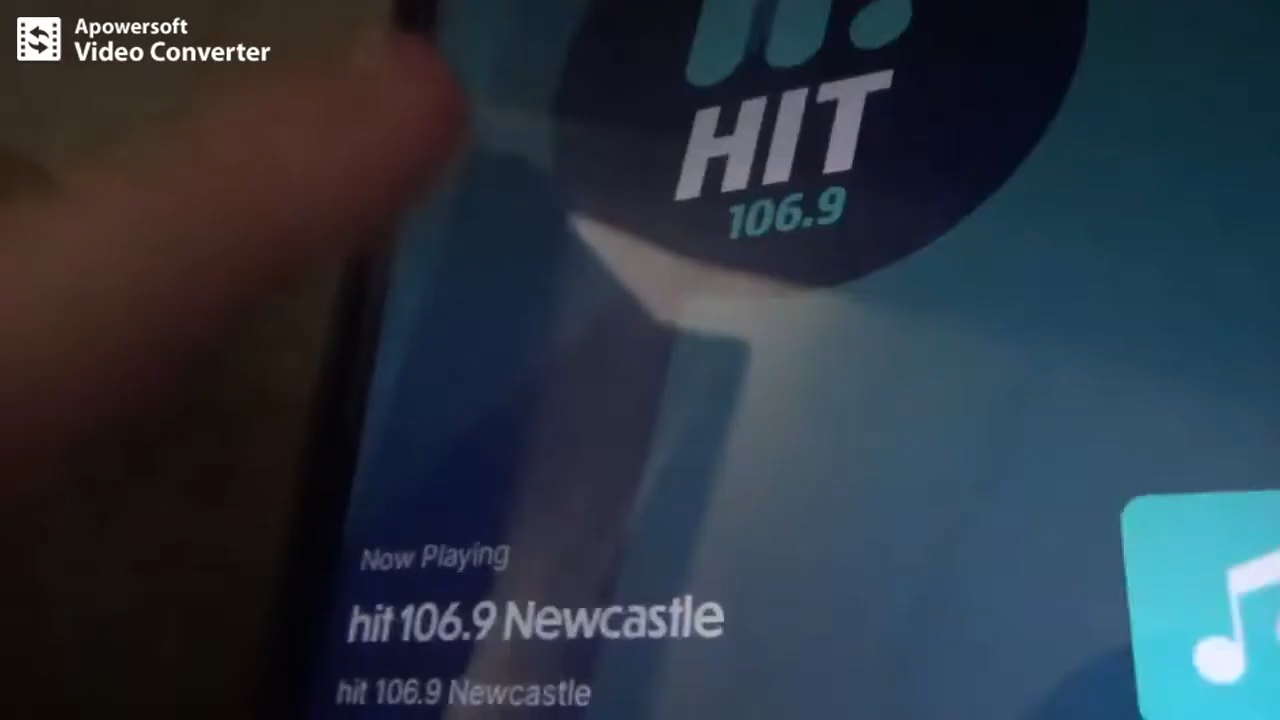 Apowersoft
Video Converter
HIT
106.9
Now Playing
hit 106.9 Newcastle
hit 106.9 Newcastle